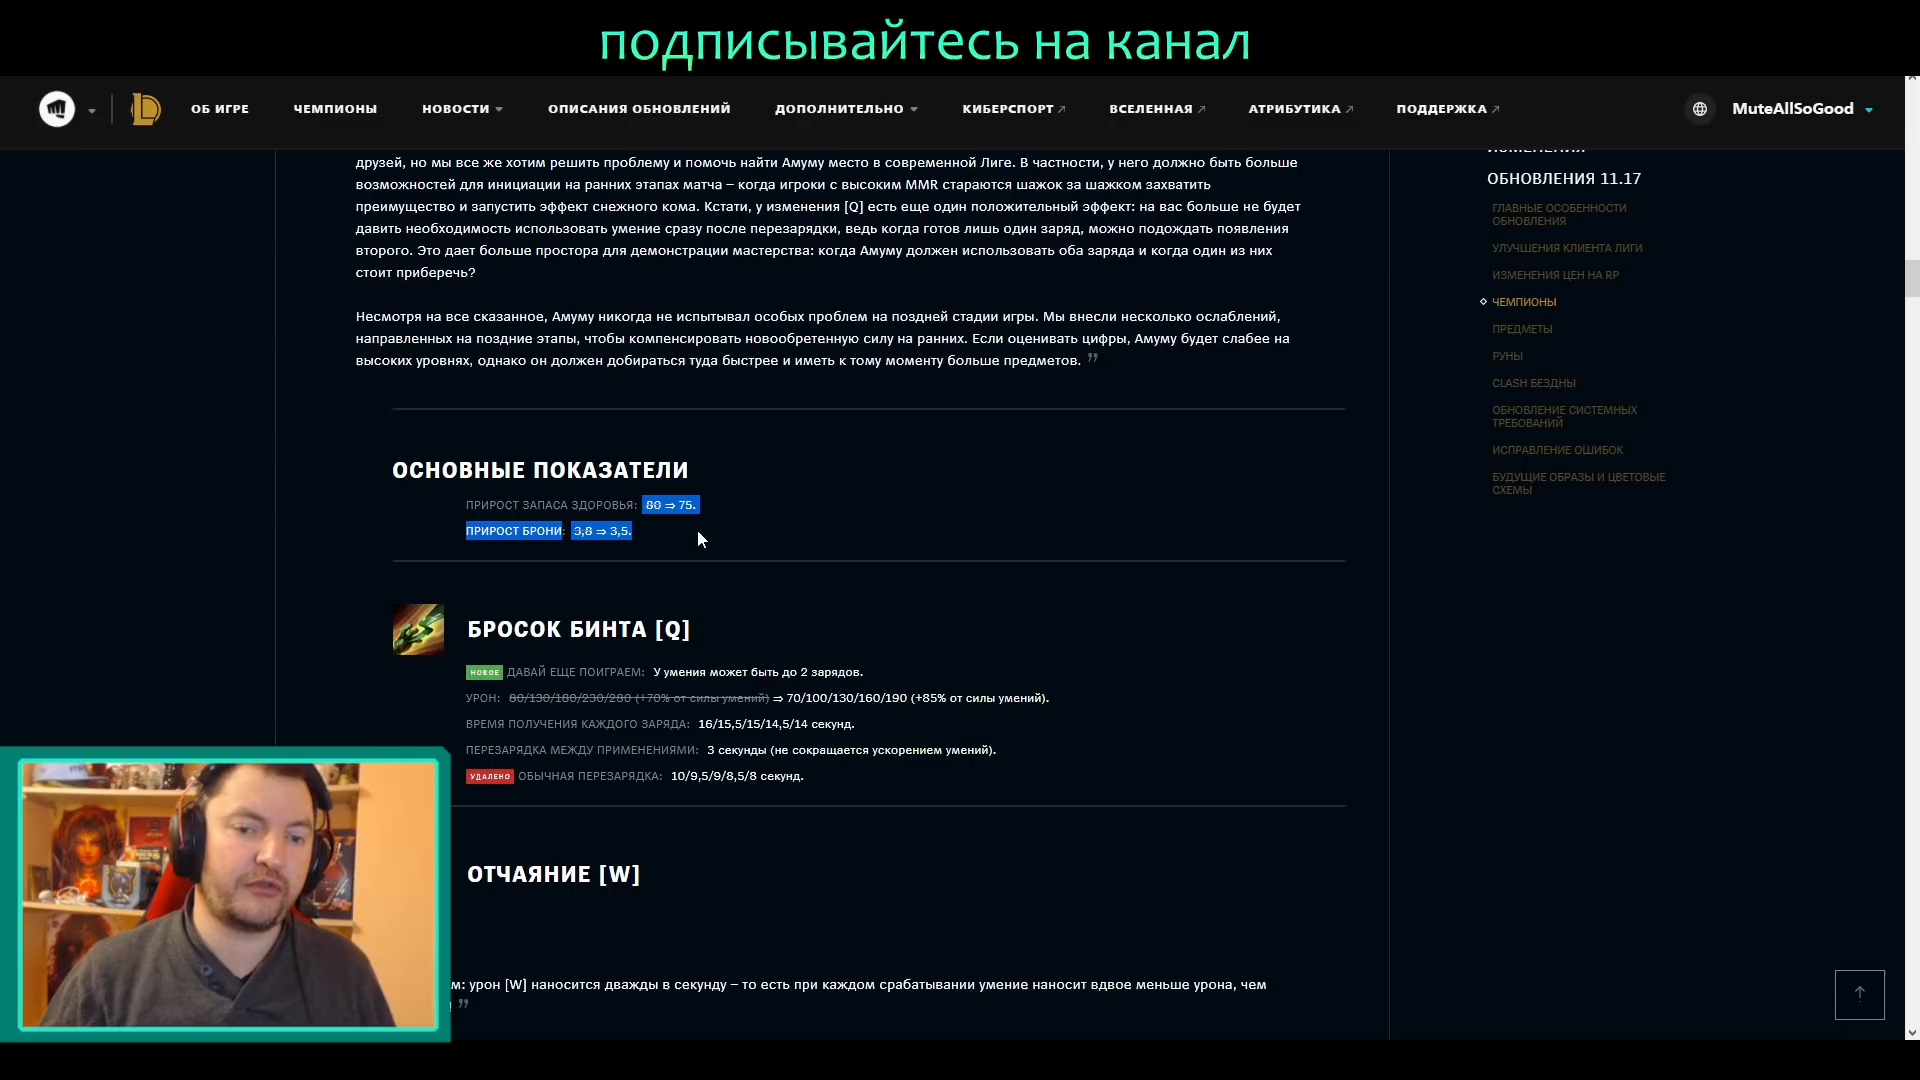 подписывайтесь на канал
ОБ ИГРЕ
ЧЕМПИОНЫ
НОВОСТИ
ОПИСАНИЯ ОБНОВЛЕНИЙ
ДОПОЛНИТЕЛЬНО
КИБЕРСПОРТ
ВСЕЛЕННАЯ
АТРИБУТИКА
ПОДДЕРЖКА
MuteAllSoGood
друзей, но мы все же хотим решить проблему и помочь найти Амуму место в современной Лиге. В частности, у него должно быть больше
возможностей для инициации на ранних этапах матча – когда игроки с высоким MMR стараются шажок за шажком захватить
преимущество и запустить эффект снежного кома. Кстати, у изменения [Q] есть еще один положительный эффект: на вас больше не будет
давить необходимость использовать умение сразу после перезарядки, ведь когда готов лишь один заряд, можно подождать появления
второго. Это дает больше простора для демонстрации мастерства: когда Амуму должен использовать оба заряда и когда один из них
стоит приберечь?
Несмотря на все сказанное, Амуму никогда не испытывал особых проблем на поздней стадии игры. Мы внесли несколько ослаблений,
направленных на поздние этапы, чтобы компенсировать новообретенную силу на ранних. Если оценивать цифры, Амуму будет слабее на
высоких уровнях, однако он должен добираться туда быстрее и иметь к тому моменту больше предметов. ”
ОСНОВНЫЕ ПОКАЗАТЕЛИ
ПРИРОСТ ЗАПАСА ЗДОРОВЬЯ: 80 ⇒ 75.
ПРИРОСТ БРОНИ: 3,8 ⇒ 3,5.
БРОСОК БИНТА [Q]
НОВОЕ ДАВАЙ ЕЩЕ ПОИГРАЕМ: У умения может быть до 2 зарядов.
УРОН: 80/130/180/230/280 (+70% от силы умений) ⇒ 70/100/130/160/190 (+85% от силы умений).
ВРЕМЯ ПОЛУЧЕНИЯ КАЖДОГО ЗАРЯДА: 16/15,5/15/14,5/14 секунд.
ПЕРЕЗАРЯДКА МЕЖДУ ПРИМЕНЕНИЯМИ: 3 секунды (не сокращается ускорением умений).
УДАЛЕНО ОБЫЧНАЯ ПЕРЕЗАРЯДКА: 10/9,5/9/8,5/8 секунд.
ОТЧАЯНИЕ [W]
м: урон [W] наносится дважды в секунду – то есть при каждом срабатывании умение наносит вдвое меньше урона, чем
! ”
ИЗМЕНЕНИЯ
ОБНОВЛЕНИЯ 11.17
ГЛАВНЫЕ ОСОБЕННОСТИ
ОБНОВЛЕНИЯ
УЛУЧШЕНИЯ КЛИЕНТА ЛИГИ
ИЗМЕНЕНИЯ ЦЕН НА RP
ЧЕМПИОНЫ
ПРЕДМЕТЫ
РУНЫ
CLASH БЕЗДНЫ
ОБНОВЛЕНИЕ СИСТЕМНЫХ
ТРЕБОВАНИЙ
ИСПРАВЛЕНИЕ ОШИБОК
БУДУЩИЕ ОБРАЗЫ И ЦВЕТОВЫЕ
СХЕМЫ